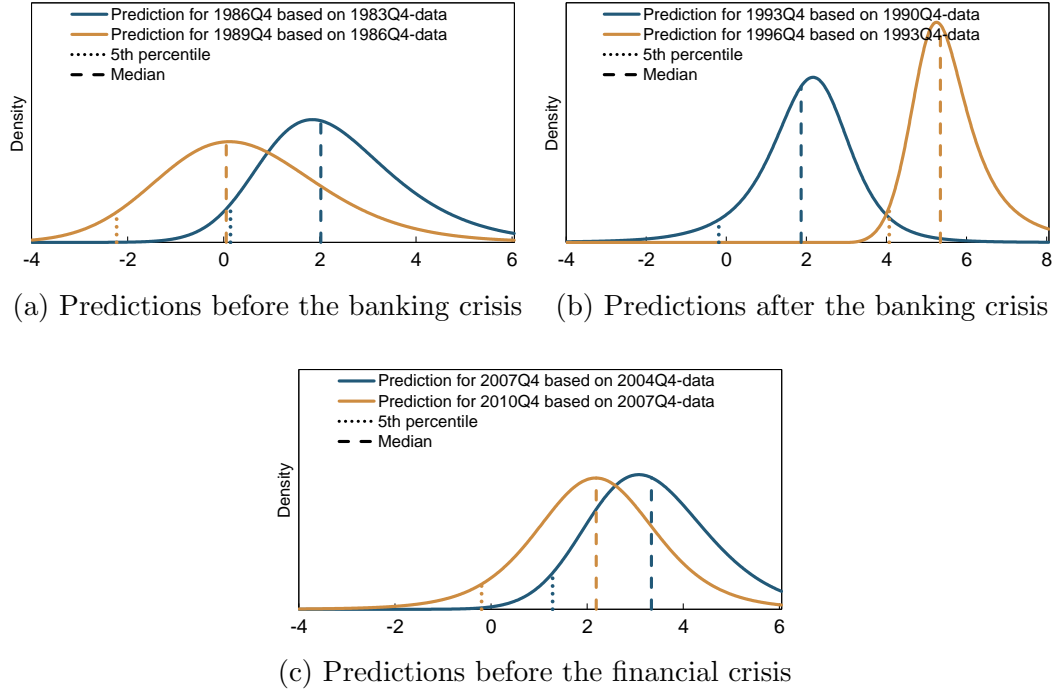 Prediction for 1986Q4 based on 1983Q4-data
Prediction for 1989Q4 based on 1986Q4-data
5th percentile
Median
Density
-4 -2 0 2 4 6
(a) Predictions before the banking crisis
Prediction for 1993Q4 based on 1990Q4-data
Prediction for 1996Q4 based on 1993Q4-data
5th percentile
Median
Density
-4 -2 0 2 4 6 8
(b) Predictions after the banking crisis
Prediction for 2007Q4 based on 2004Q4-data
Prediction for 2010Q4 based on 2007Q4-data
5th percentile
Median
Density
-4 -2 0 2 4 6
(c) Predictions before the financial crisis